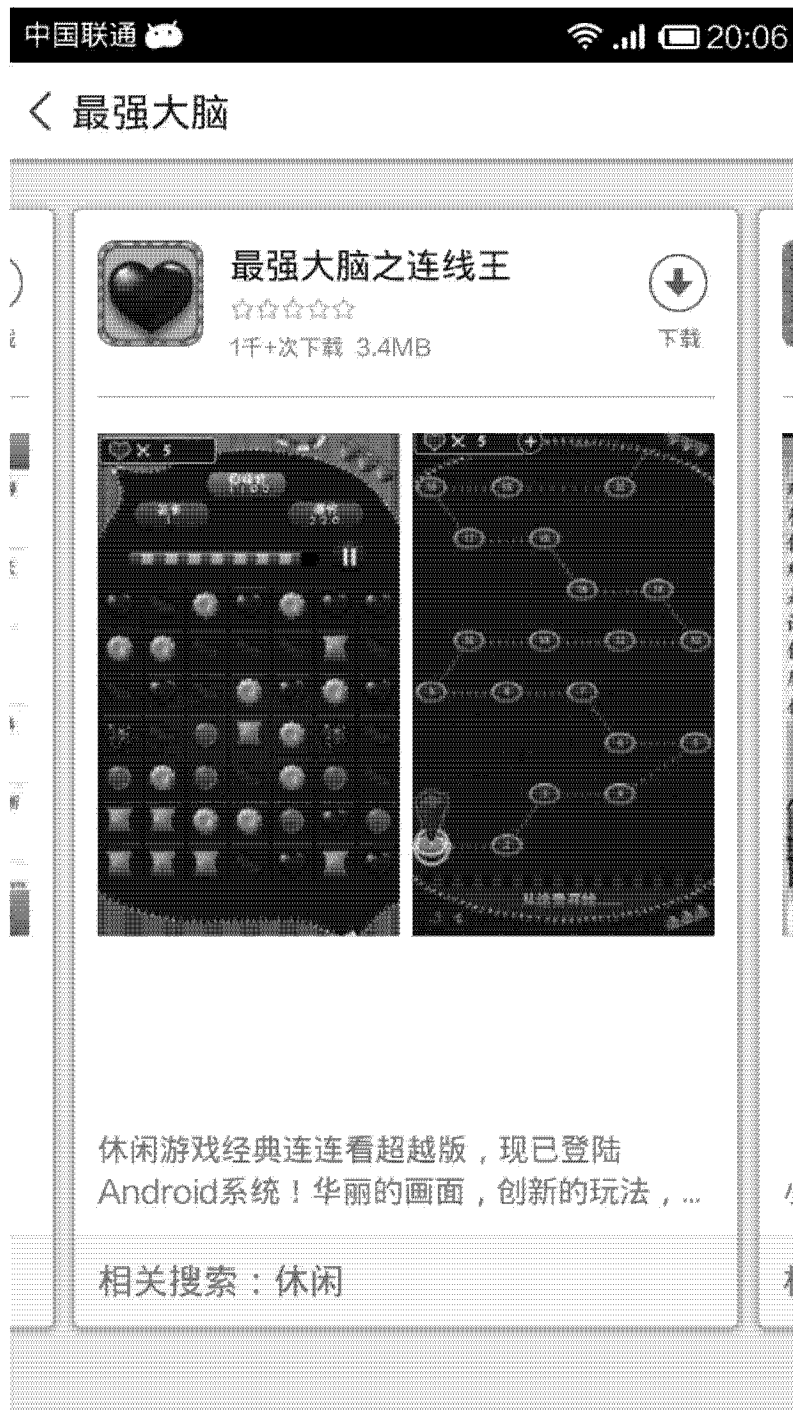 中国联通 20:06
最强大脑
最强大脑之连线王
1千+次下载 3.4MB
下载
× 5
× 5 +
休闲游戏经典连连看超越版，现已登陆
Android系统！华丽的画面，创新的玩法，...
相关搜索：休闲